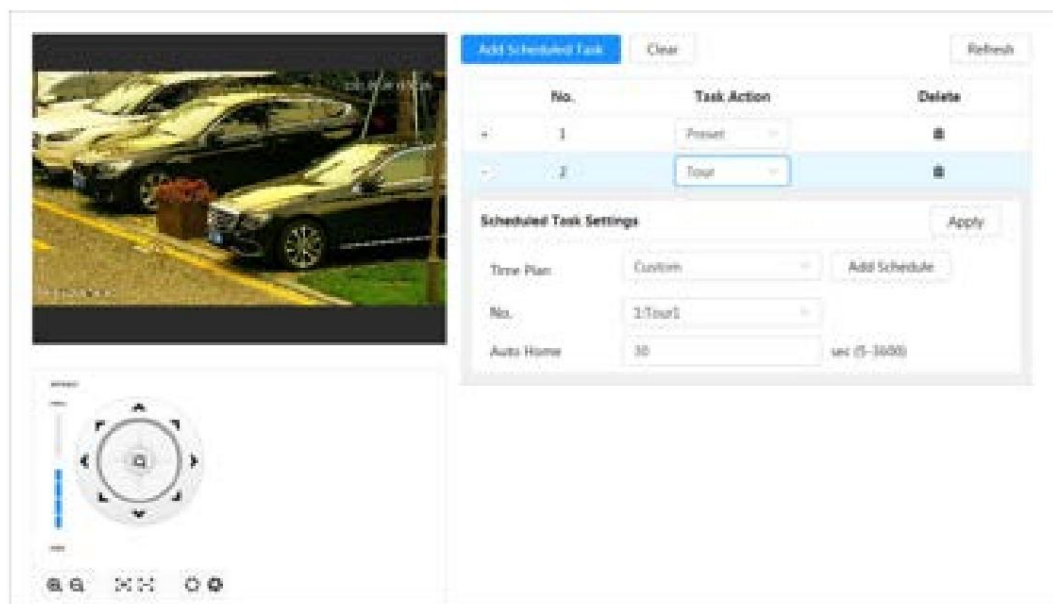 Add Scheduled Task Clear Refresh
No. Task Action Delete
1 Preset
2 Tour
Scheduled Task Settings Apply
Time Plan Custom Add Schedule
No. 1:Tour1
Auto Home 30 sec (5-3600)